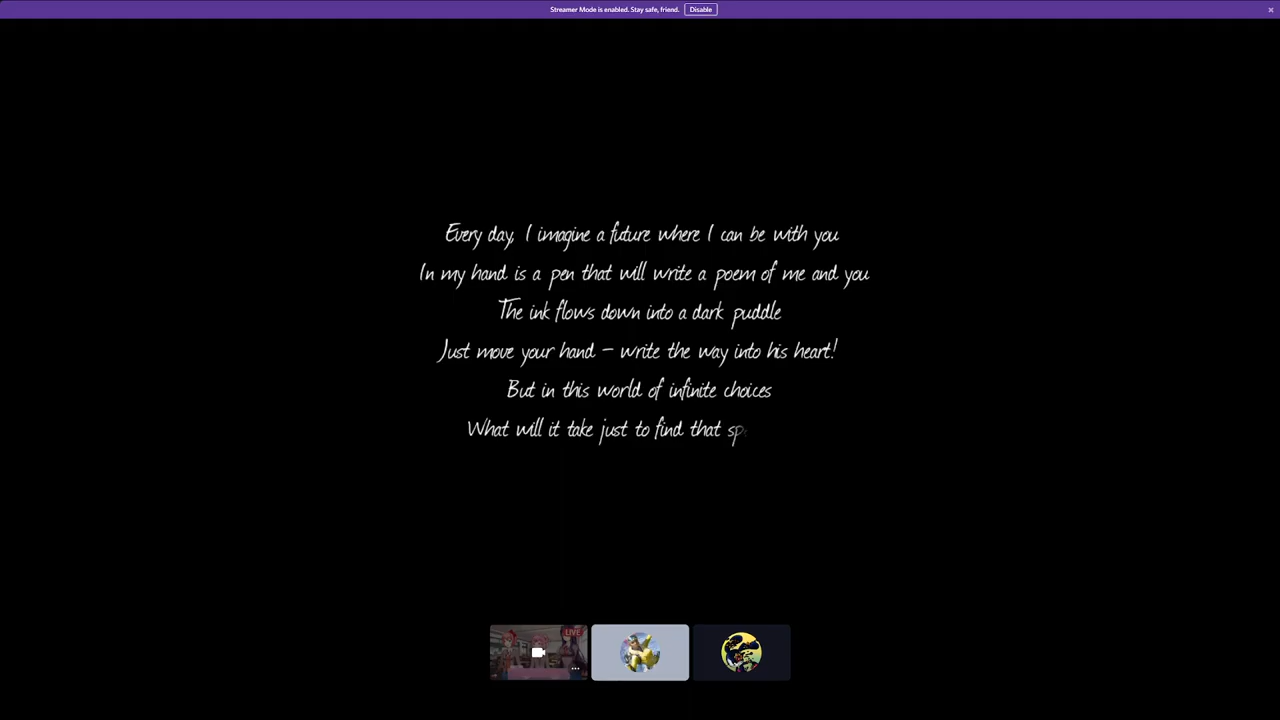 Streamer Mode is enabled. Stay safe, friend. Disable
Every day, I imagine a future where I can be with you
In my hand is a pen that will write a poem of me and you
The ink flows down into a dark puddle
Just move your hand – write the way into his heart!
But in this world of infinite choices
What will it take just to find that sp
LIVE